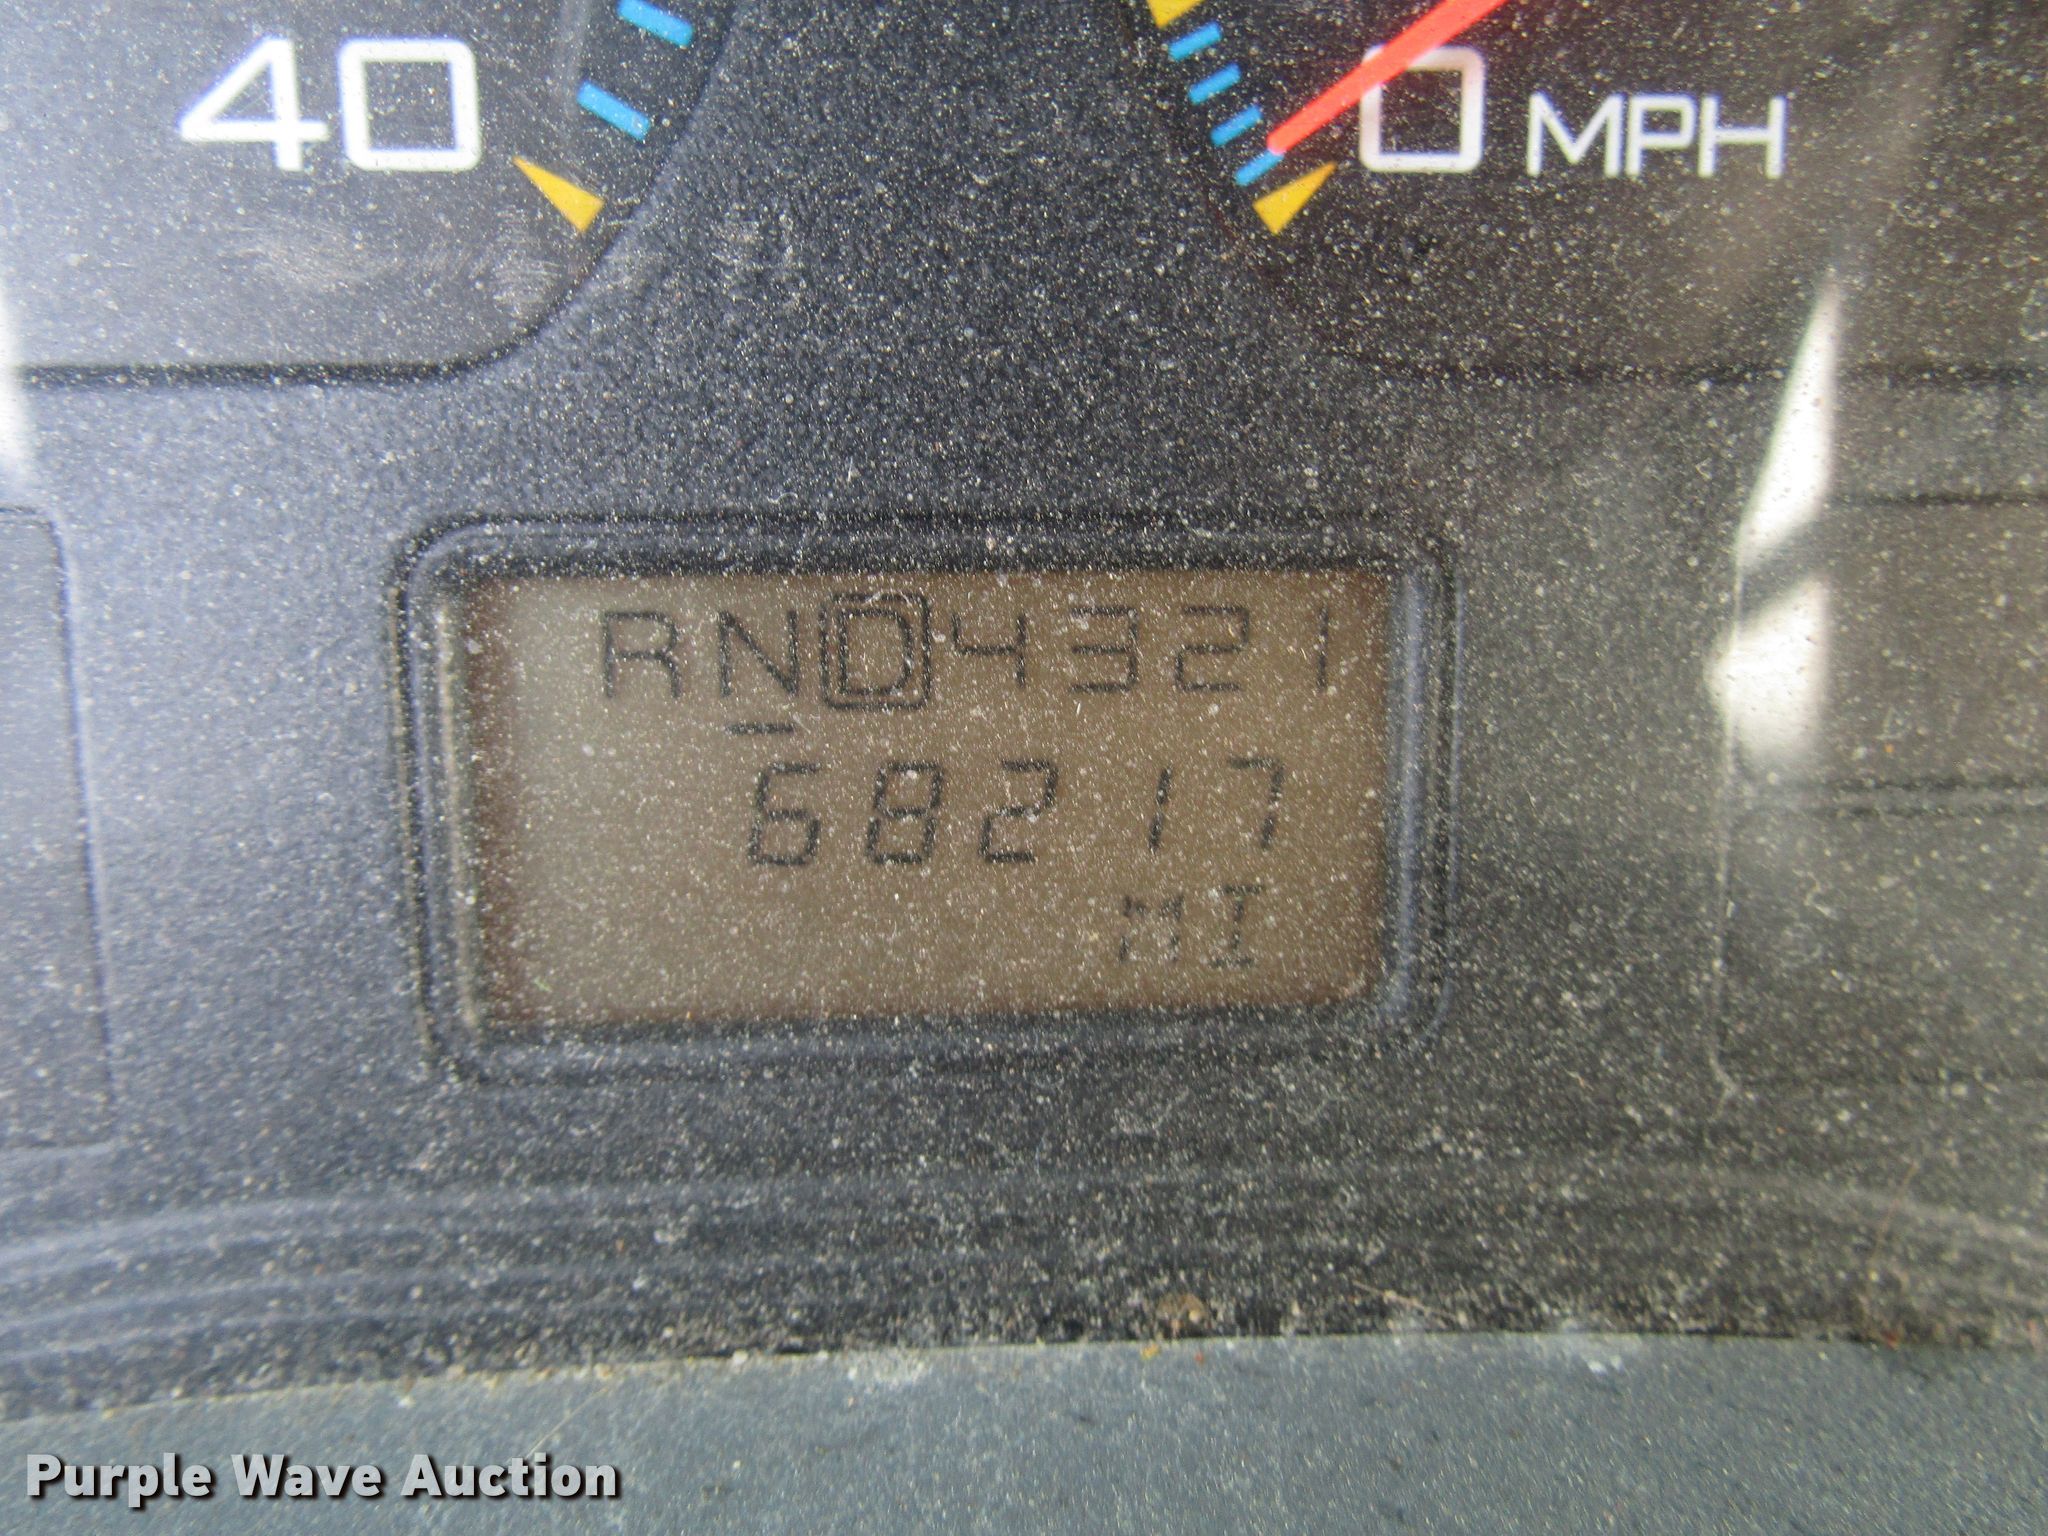 40
0 MPH
RND4321
68217
MI
Purple Wave Auction